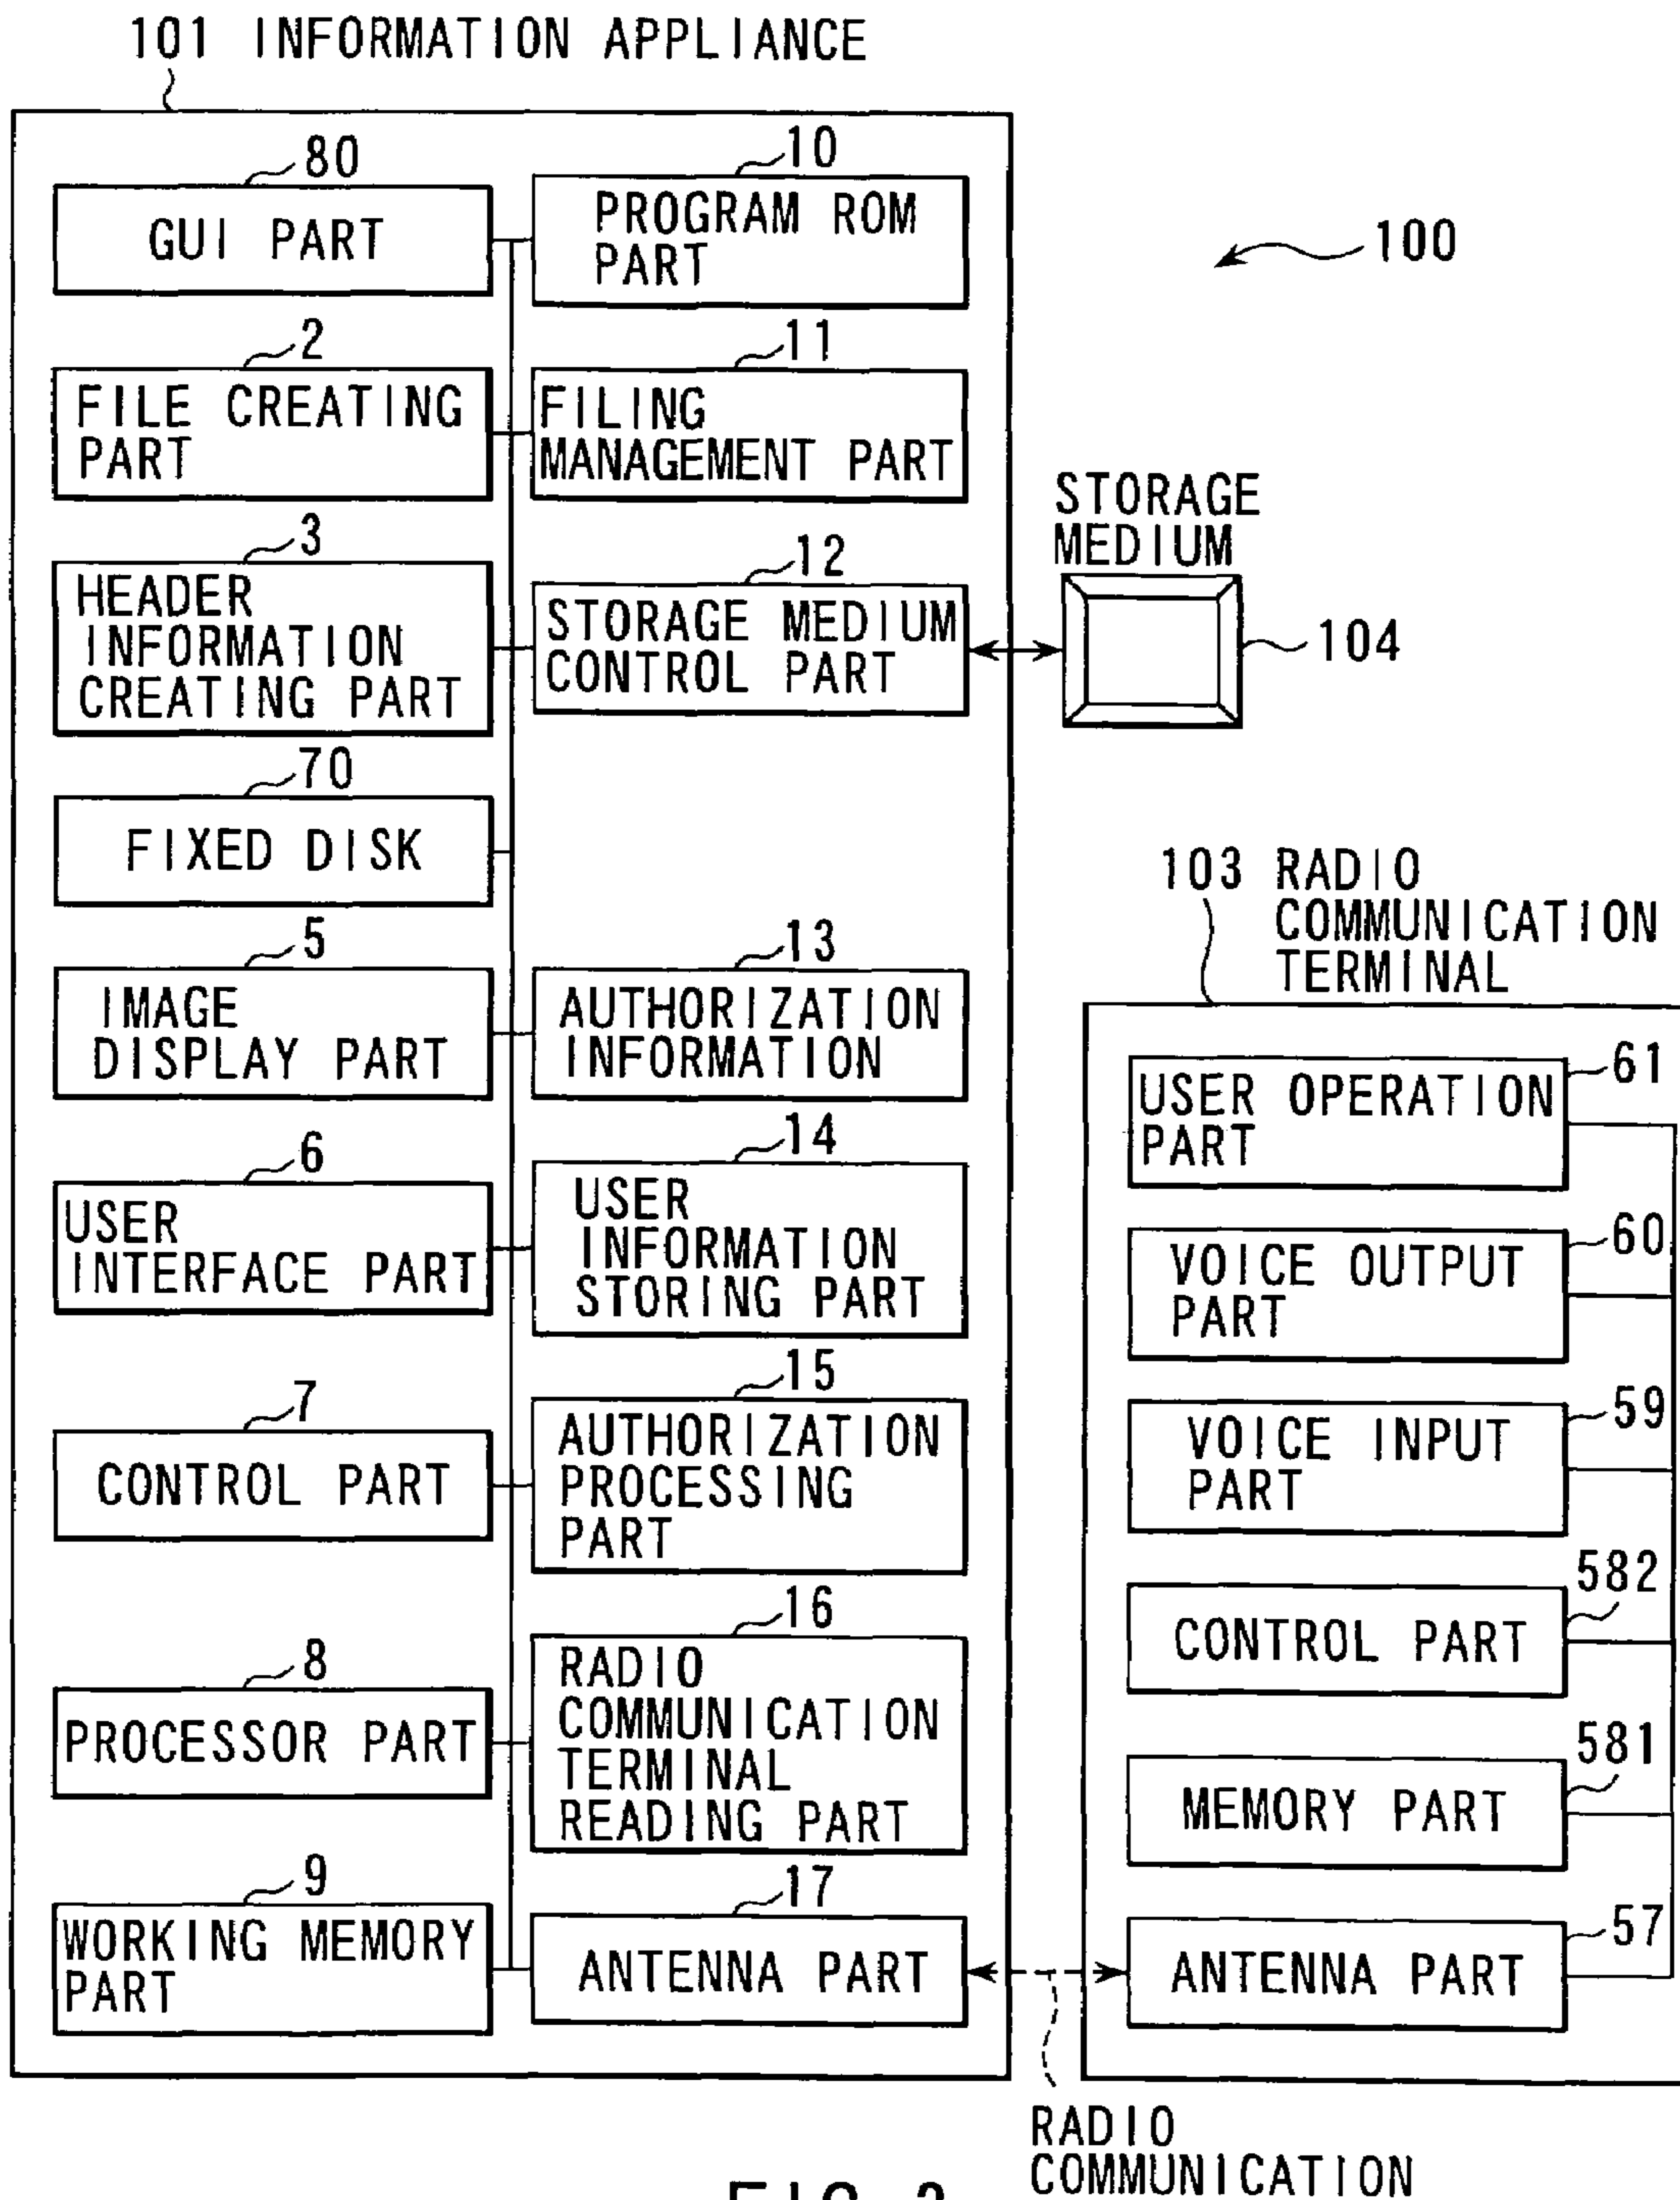 101 INFORMATION APPLIANCE
80
GUI PART
10
PROGRAM ROM
PART
100
2
FILE CREATING
PART
11
FILING
MANAGEMENT PART
3
HEADER
INFORMATION
CREATING PART
12
STORAGE MEDIUM
CONTROL PART
STORAGE
MEDIUM
104
70
FIXED DISK
5
IMAGE
DISPLAY PART
13
AUTHORIZATION
INFORMATION
6
USER
INTERFACE PART
14
USER
INFORMATION
STORING PART
7
CONTROL PART
15
AUTHORIZATION
PROCESSING
PART
8
PROCESSOR PART
16
RADIO
COMMUNICATION
TERMINAL
READING PART
9
WORKING MEMORY
PART
17
ANTENNA PART
103 RADIO
COMMUNICATION
TERMINAL
61
USER OPERATION
PART
60
VOICE OUTPUT
PART
59
VOICE INPUT
PART
582
CONTROL PART
581
MEMORY PART
57
ANTENNA PART
RADIO
COMMUNICATION